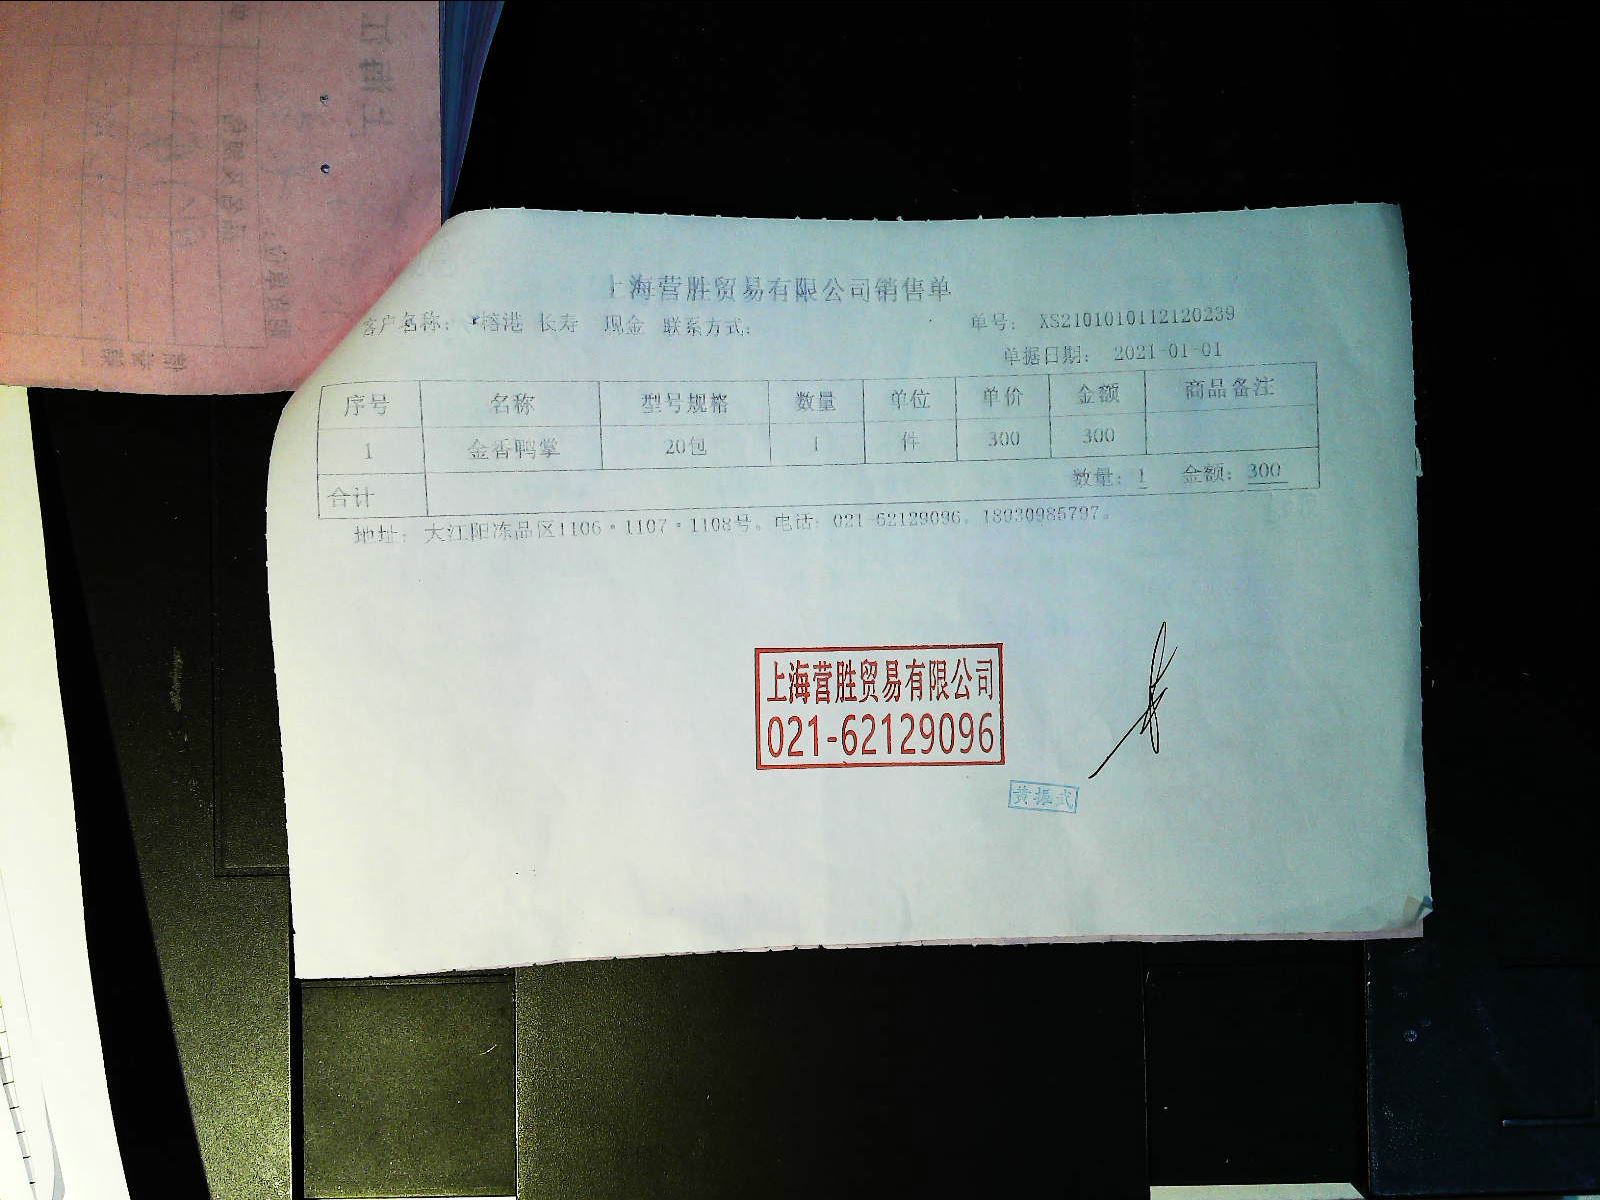 上海营胜贸易有限公司销售单
客户名称： 榕港 长寿 现金 联系方式： 单号： XS2101010112120239
单据日期： 2021-01-01
序号 名称 型号规格 数量 单位 单价 金额 商品备注
1 金香鸭掌 20包 1 件 300 300
合计 数量：1 金额：300
地址： 大江阳冻品区1106·1107·1108号。电话：021-62129096。18930985797。
上海营胜贸易有限公司
021-62129096
黄振武